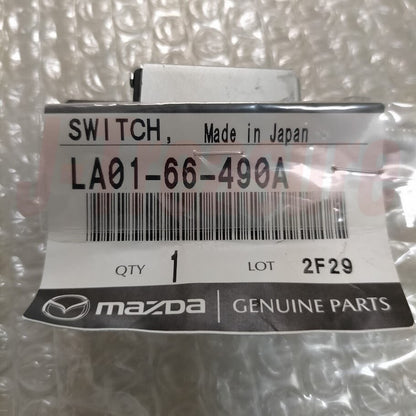 SWITCH, Made in Japan
LA01-66-490A
QTY 1 LOT 2F29
mazda GENUINE PARTS